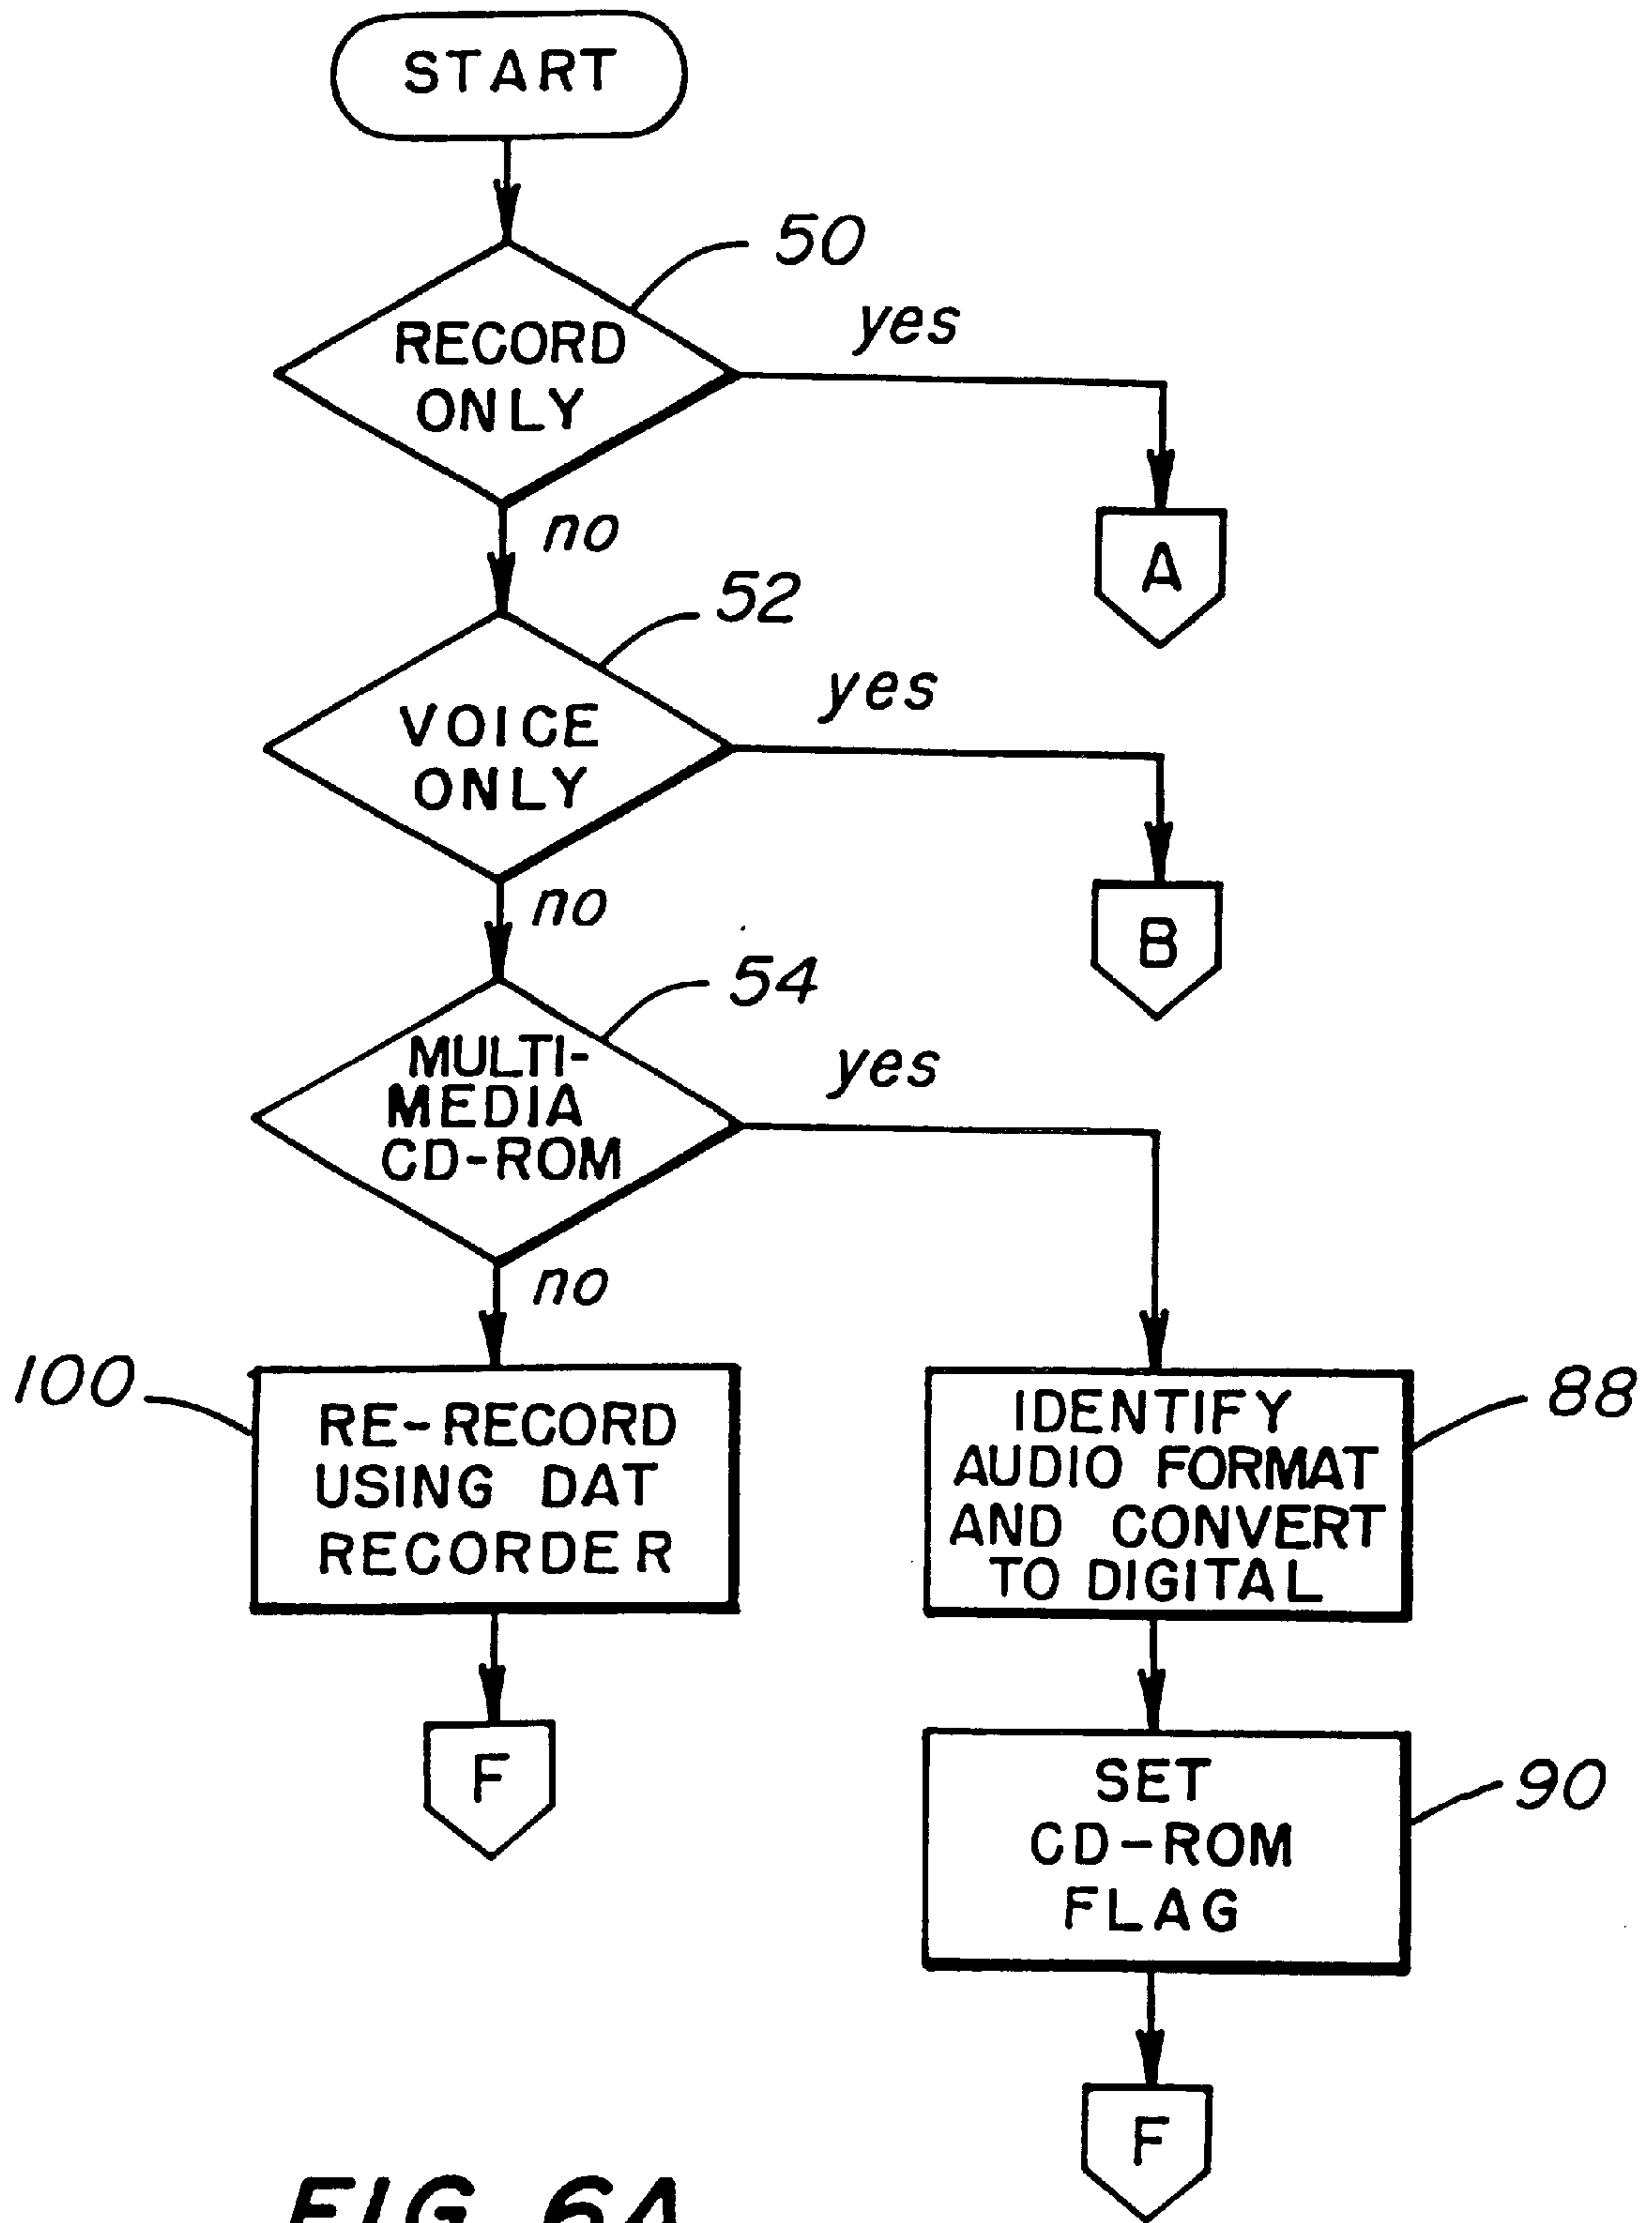 START
50
RECORD
ONLY
yes
no
A
52
VOICE
ONLY
yes
no
B
54
MULTI-
MEDIA
CD-ROM
yes
no
100
RE-RECORD
USING DAT
RECORDER
88
IDENTIFY
AUDIO FORMAT
AND CONVERT
TO DIGITAL
F
90
SET
CD-ROM
FLAG
F
FIG. 6A